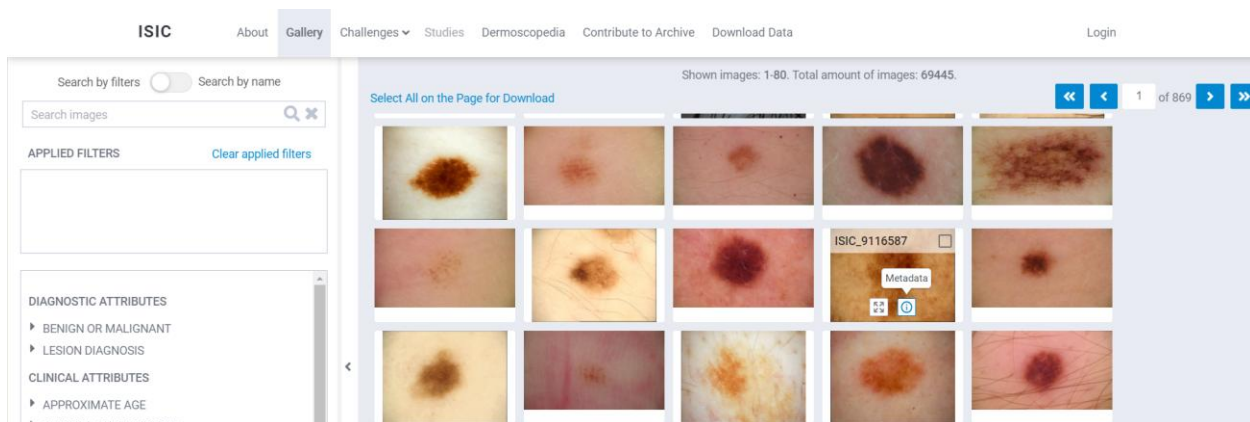 ISIC About Gallery Challenges Studies Dermoscopedia Contribute to Archive Download Data Login
Search by filters Search by name
Search images
APPLIED FILTERS Clear applied filters
DIAGNOSTIC ATTRIBUTES
BENIGN OR MALIGNANT
LESION DIAGNOSIS
CLINICAL ATTRIBUTES
APPROXIMATE AGE
Shown images: 1-80. Total amount of images: 69445.
Select All on the Page for Download
1 of 869
ISIC_9116587
Metadata